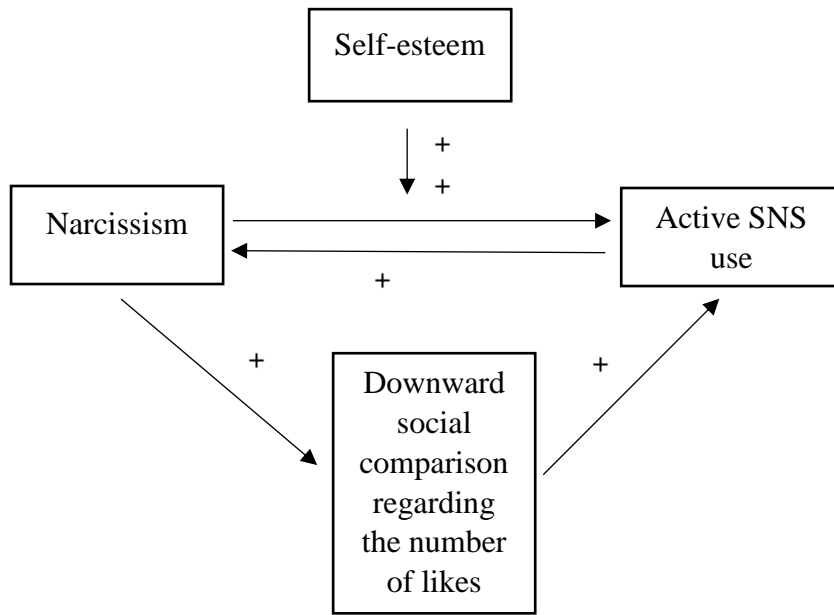 Self-esteem
+
+
Narcissism
Active SNS
use
+
+
+
Downward
social
comparison
regarding
the number
of likes